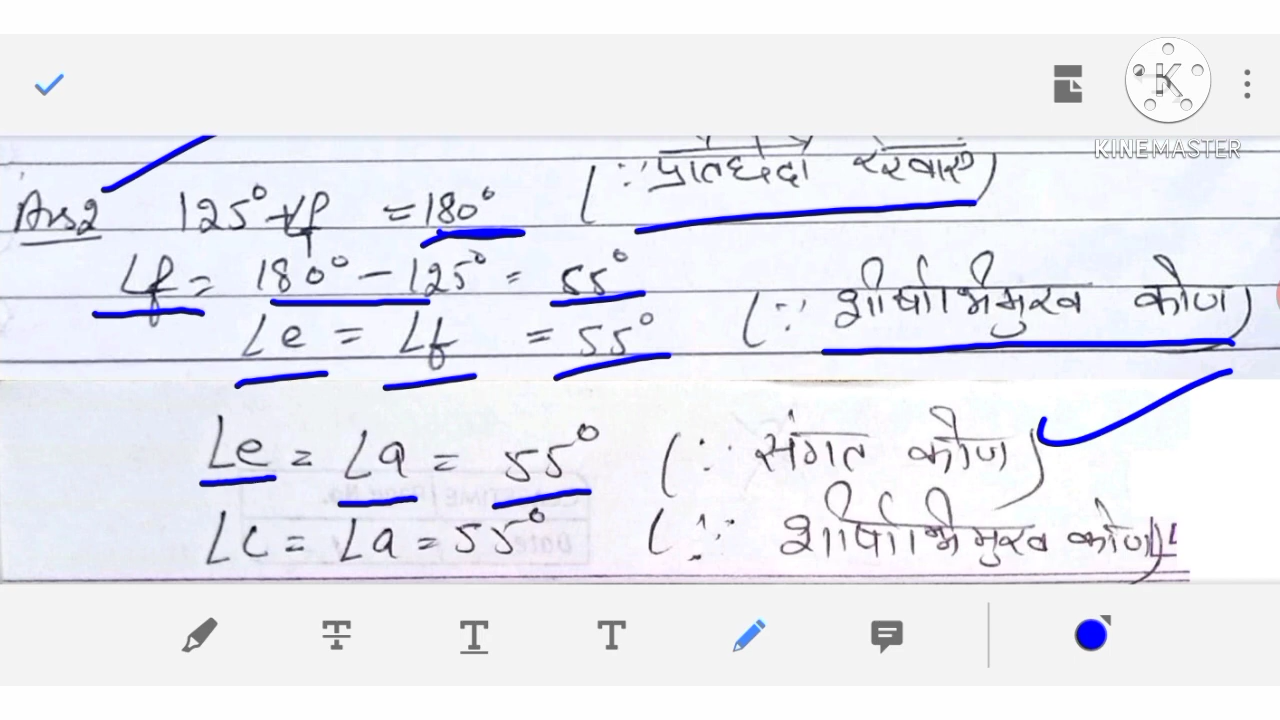 KINEMASTER
(∵ प्रतिछेदी रेखाएं)
Ans2 125° + ∠f = 180°
∠f = 180° − 125° = 55°
∠e = ∠f = 55° (∵ शीर्षाभिमुख कोण)
∠e = ∠a = 55° (∵ संगत कोण)
∠c = ∠a = 55° (∵ शीर्षाभिमुख कोण)